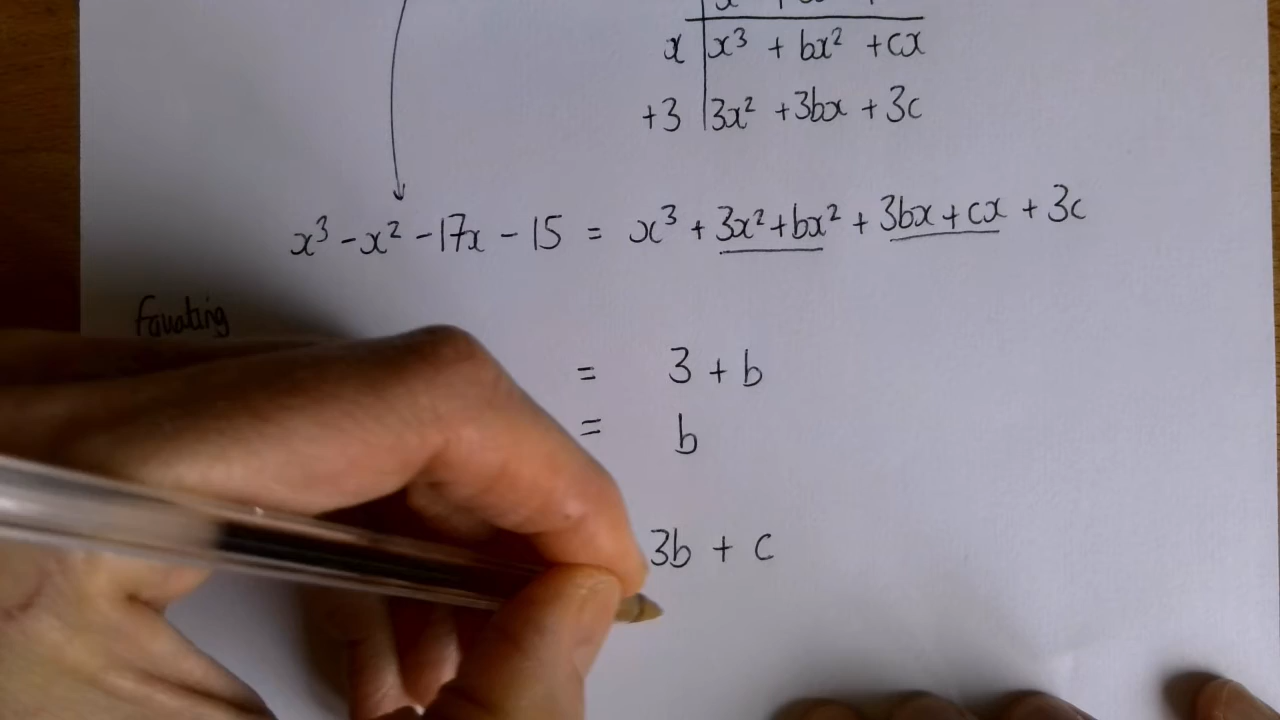 x | x³ + bx² + cx
+3 | 3x² + 3bx + 3c
x³ - x² - 17x - 15 = x³ + 3x² + bx² + 3bx + cx + 3c
Equating
= 3 + b
= b
3b + c